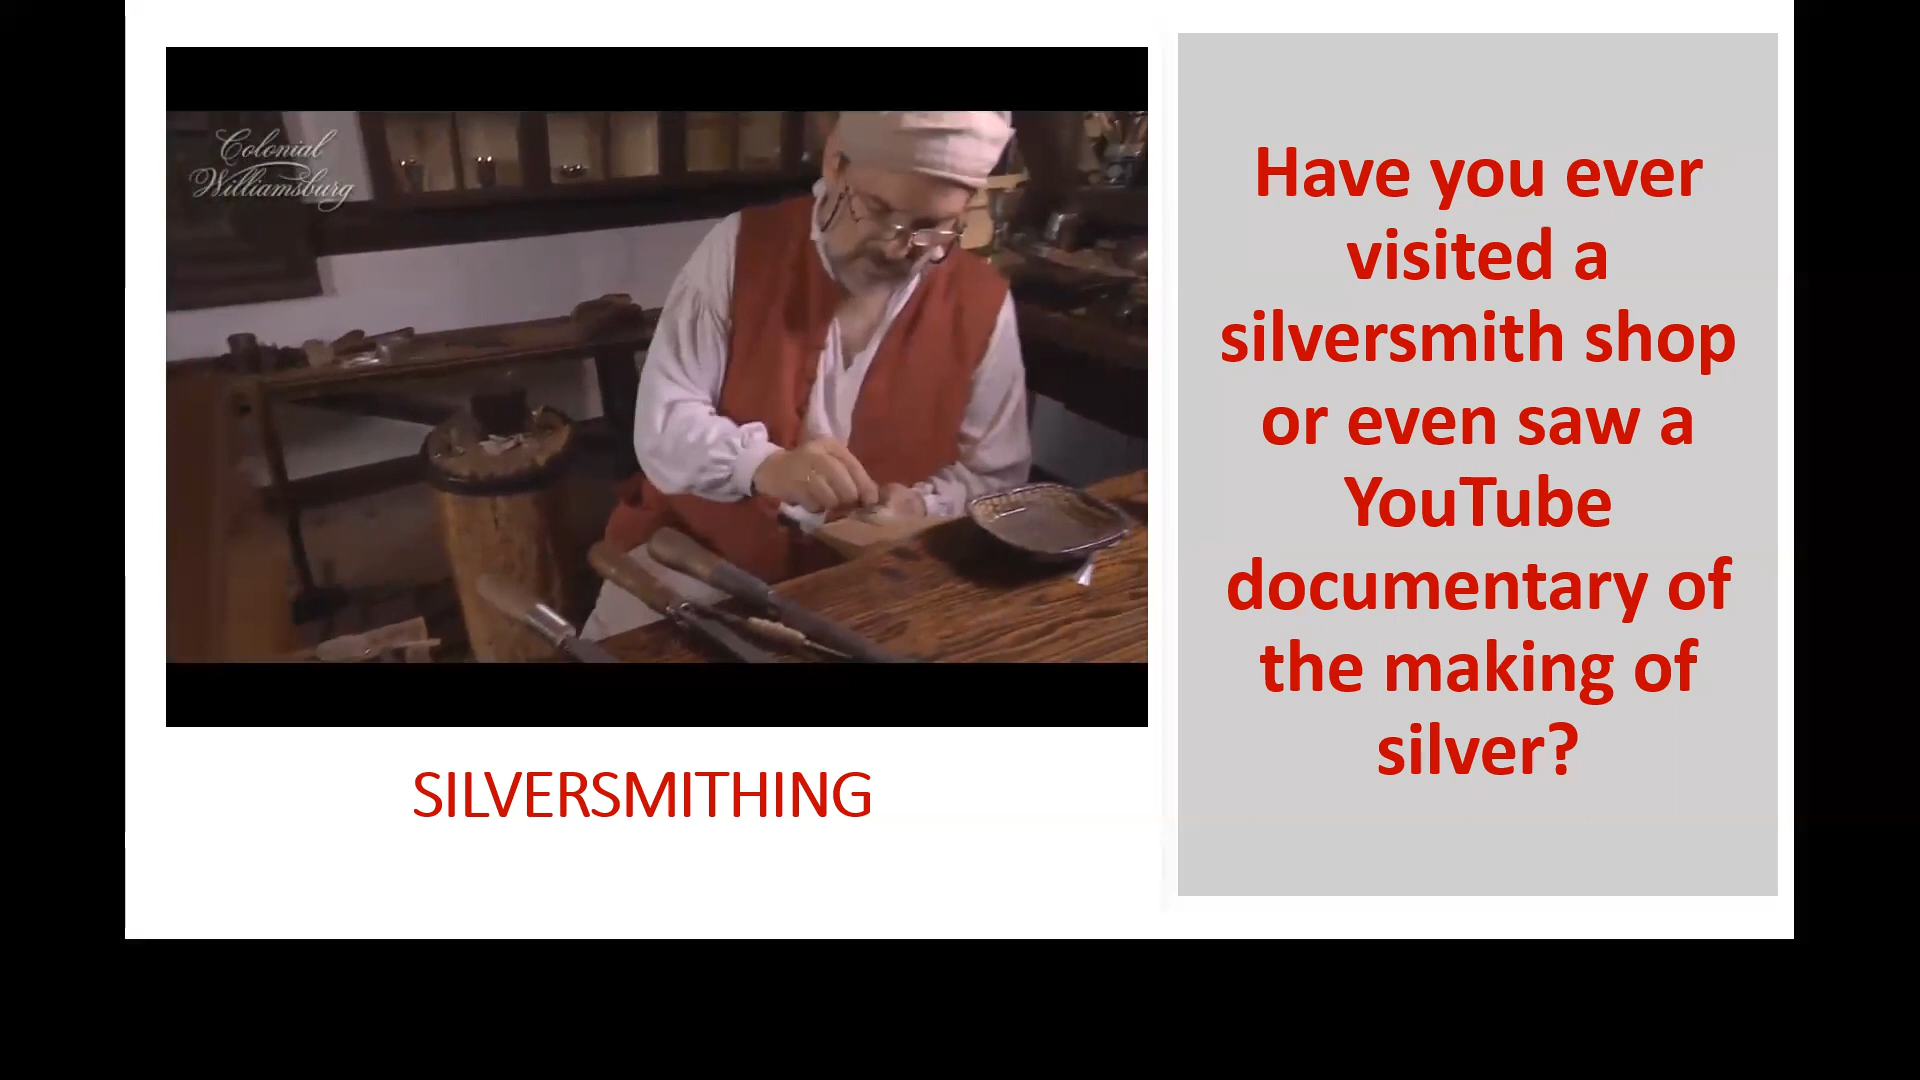 Colonial
Williamsburg
SILVERSMITHING
Have you ever
visited a
silversmith shop
or even saw a
YouTube
documentary of
the making of
silver?